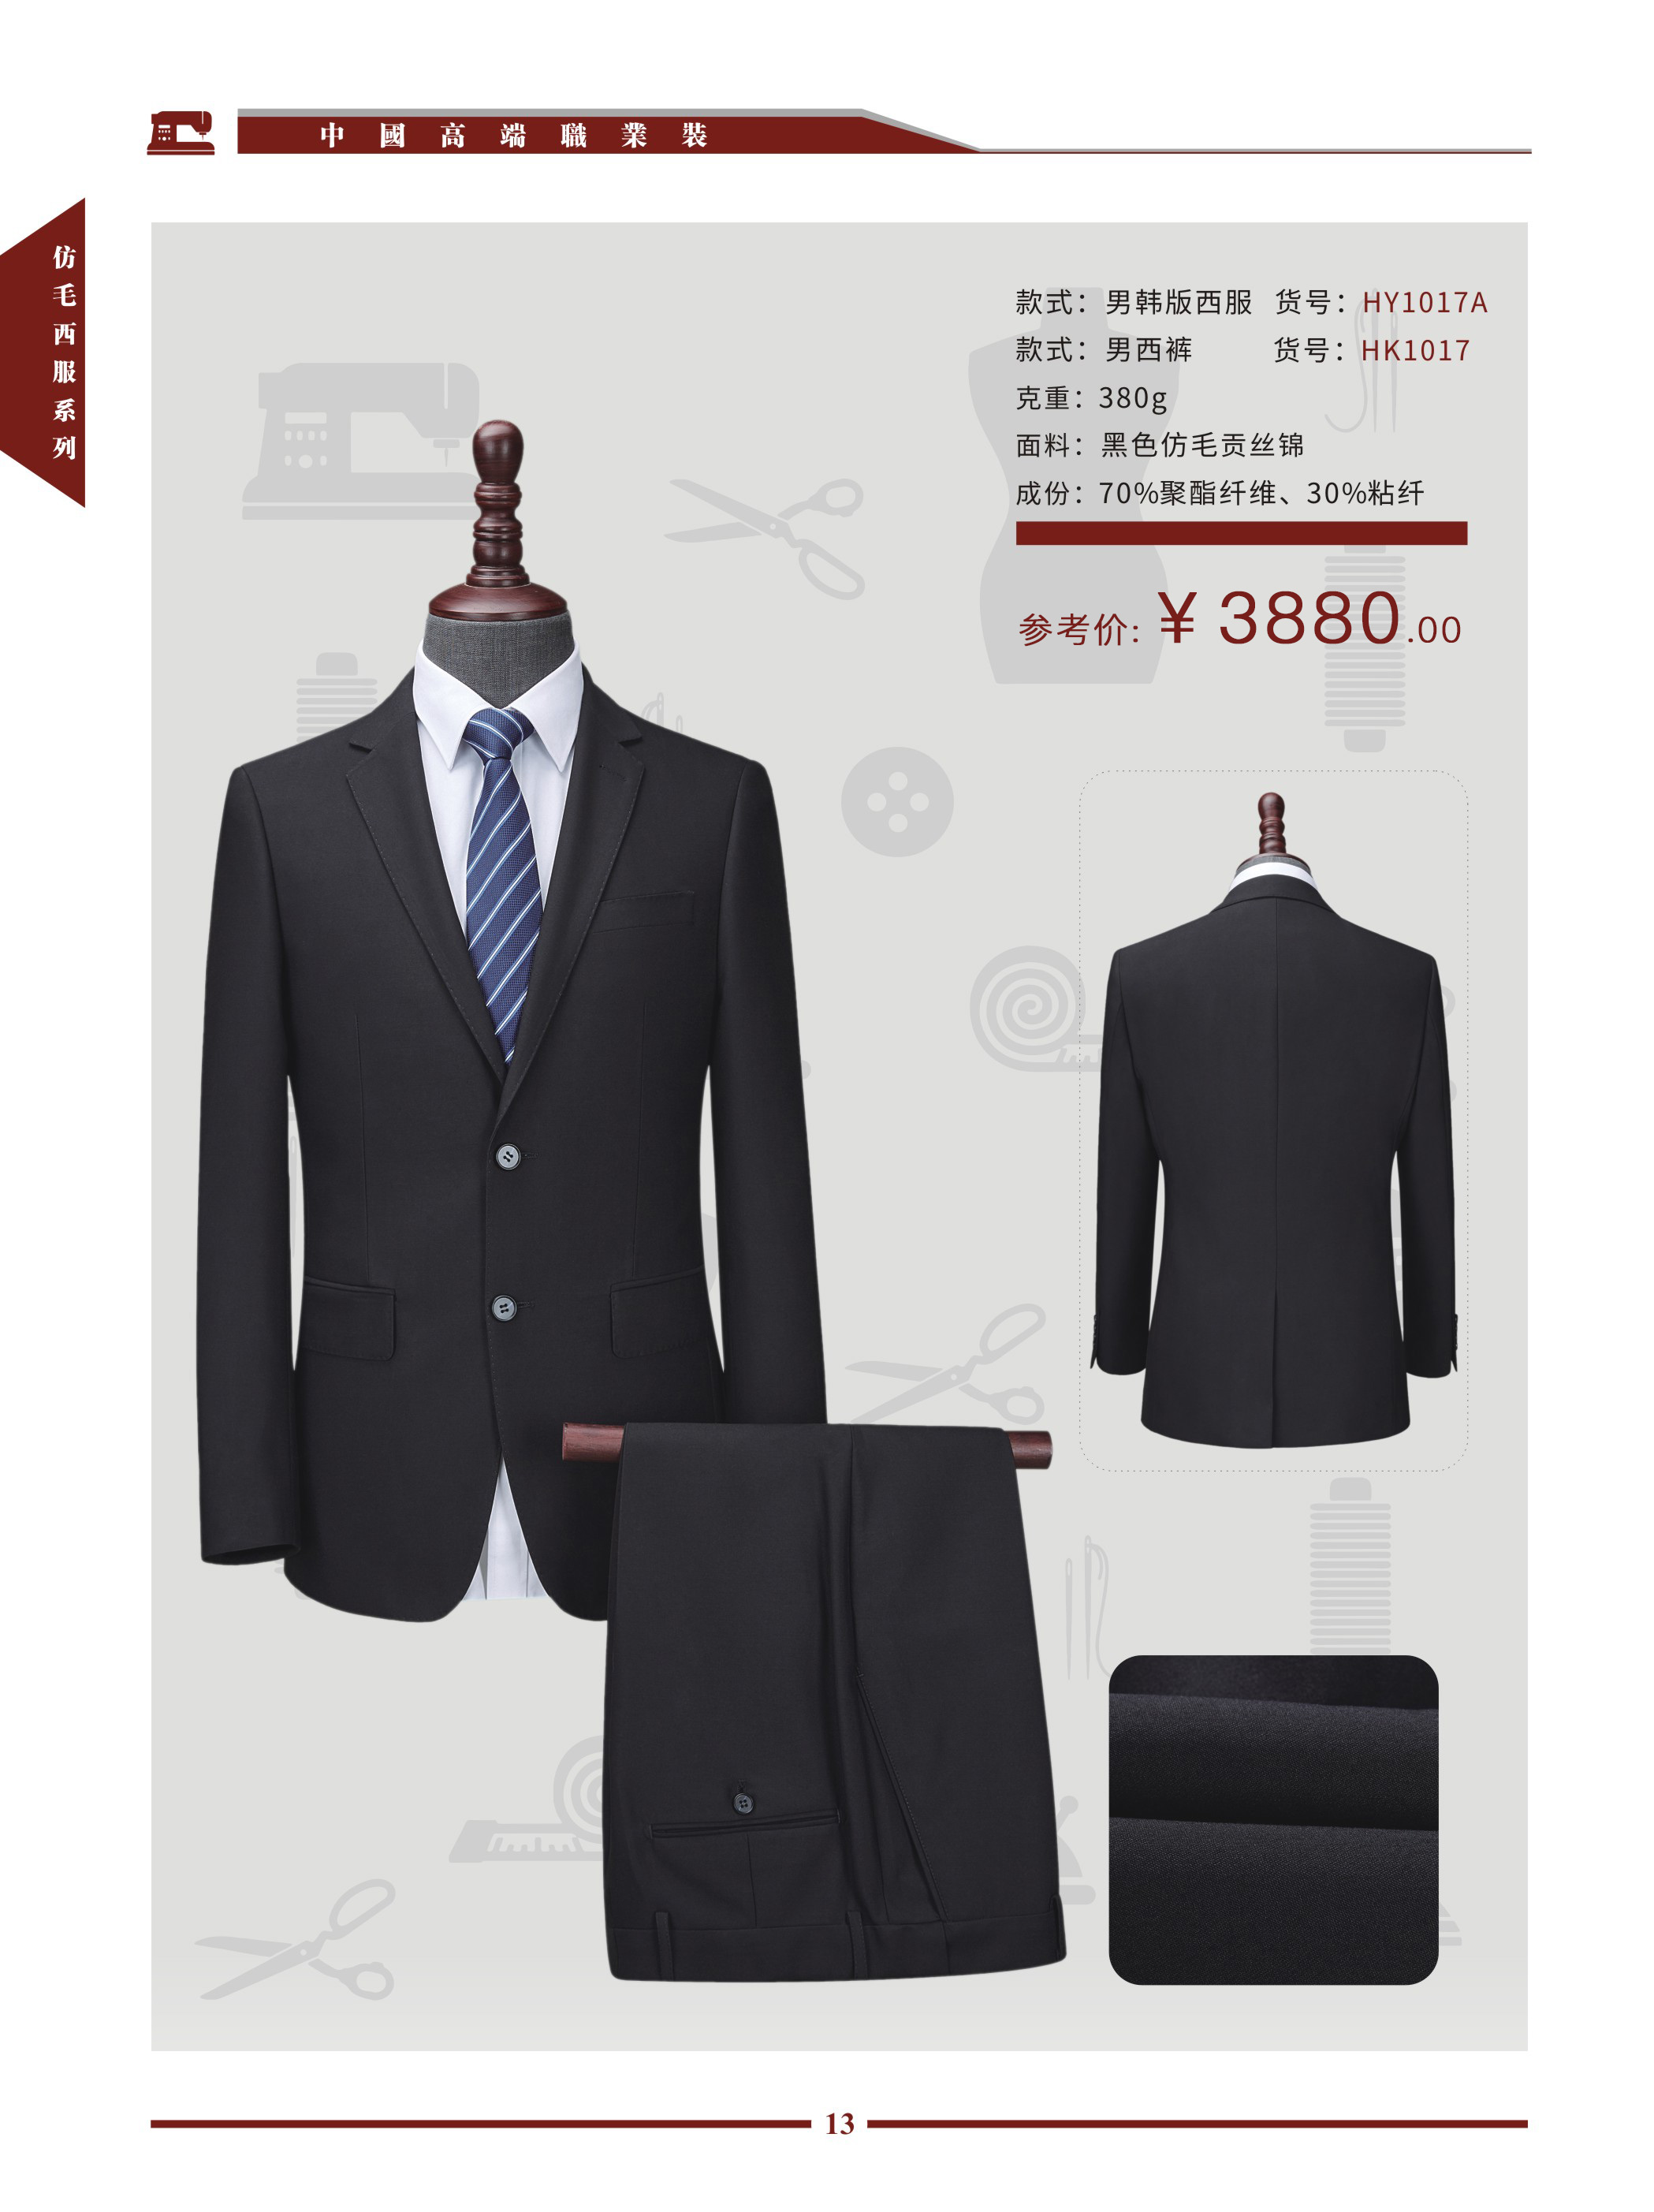 中國高端職業裝
仿毛西服系列
款式：男韩版西服 货号：HY1017A
款式：男西裤 货号：HK1017
克重：380g
面料：黑色仿毛贡丝锦
成份：70%聚酯纤维、30%粘纤
参考价：¥3880.00
13